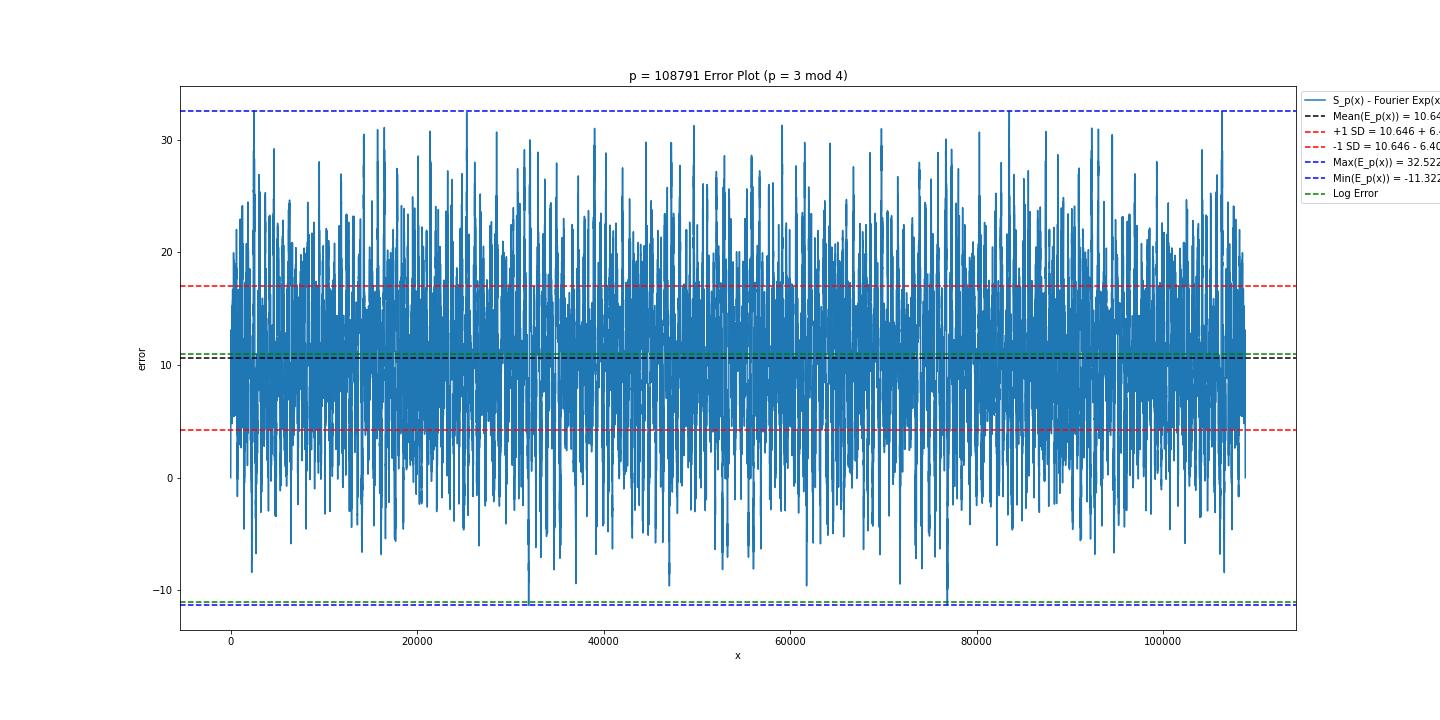 p = 108791 Error Plot (p = 3 mod 4)
S_p(x) - Fourier Exp(x
Mean(E_p(x)) = 10.64
+1 SD = 10.646 + 6.4
-1 SD = 10.646 - 6.40
Max(E_p(x)) = 32.522
Min(E_p(x)) = -11.322
Log Error
error
30
20
10
0
−10
0 20000 40000 60000 80000 100000
x